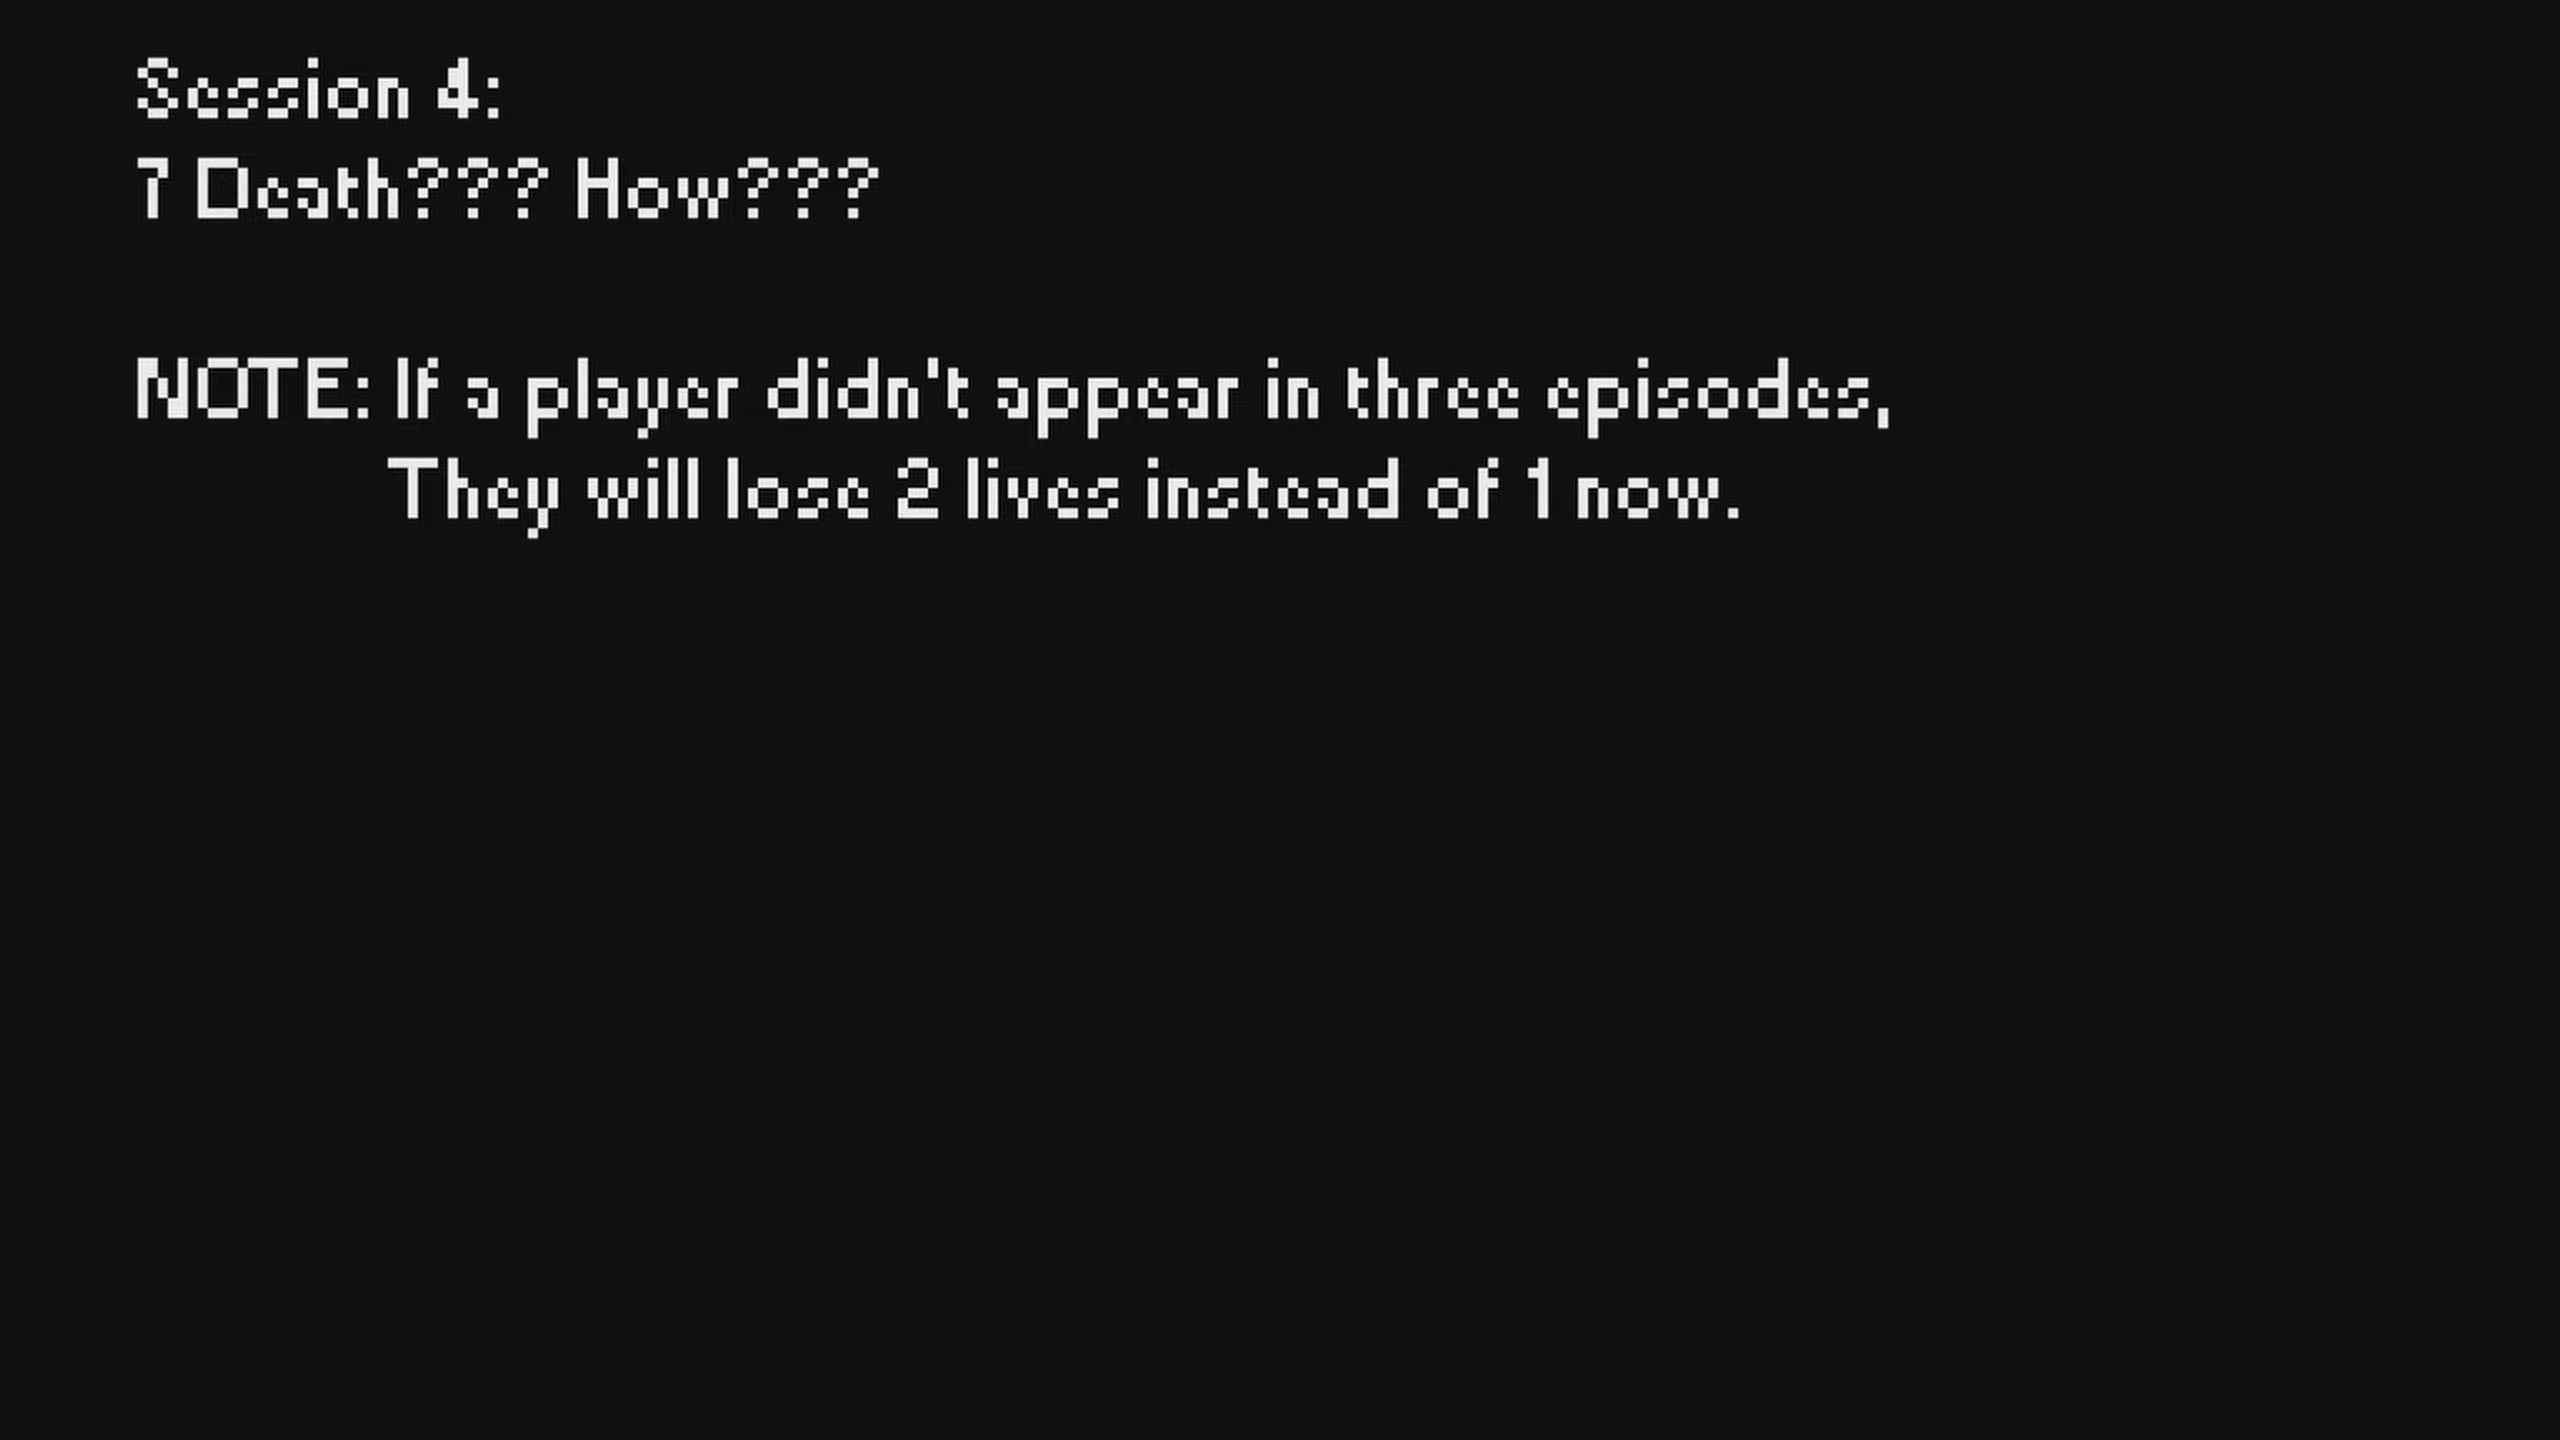 Session 4:
7 Death??? How???
NOTE: If a player didn't appear in three episodes,
They will lose 2 lives instead of 1 now.